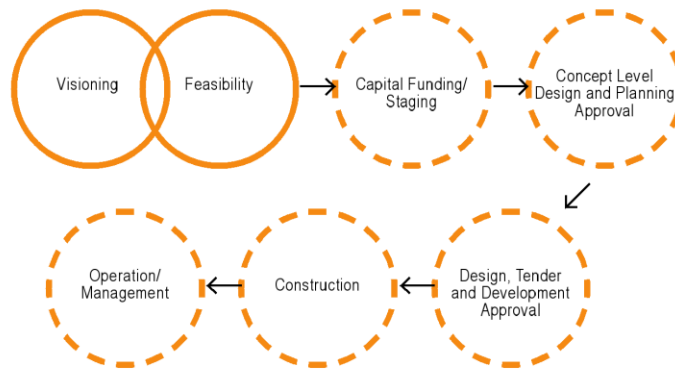 Visioning
Feasibility
Capital Funding/
Staging
Concept Level
Design and Planning
Approval
Design, Tender
and Development
Approval
Construction
Operation/
Management